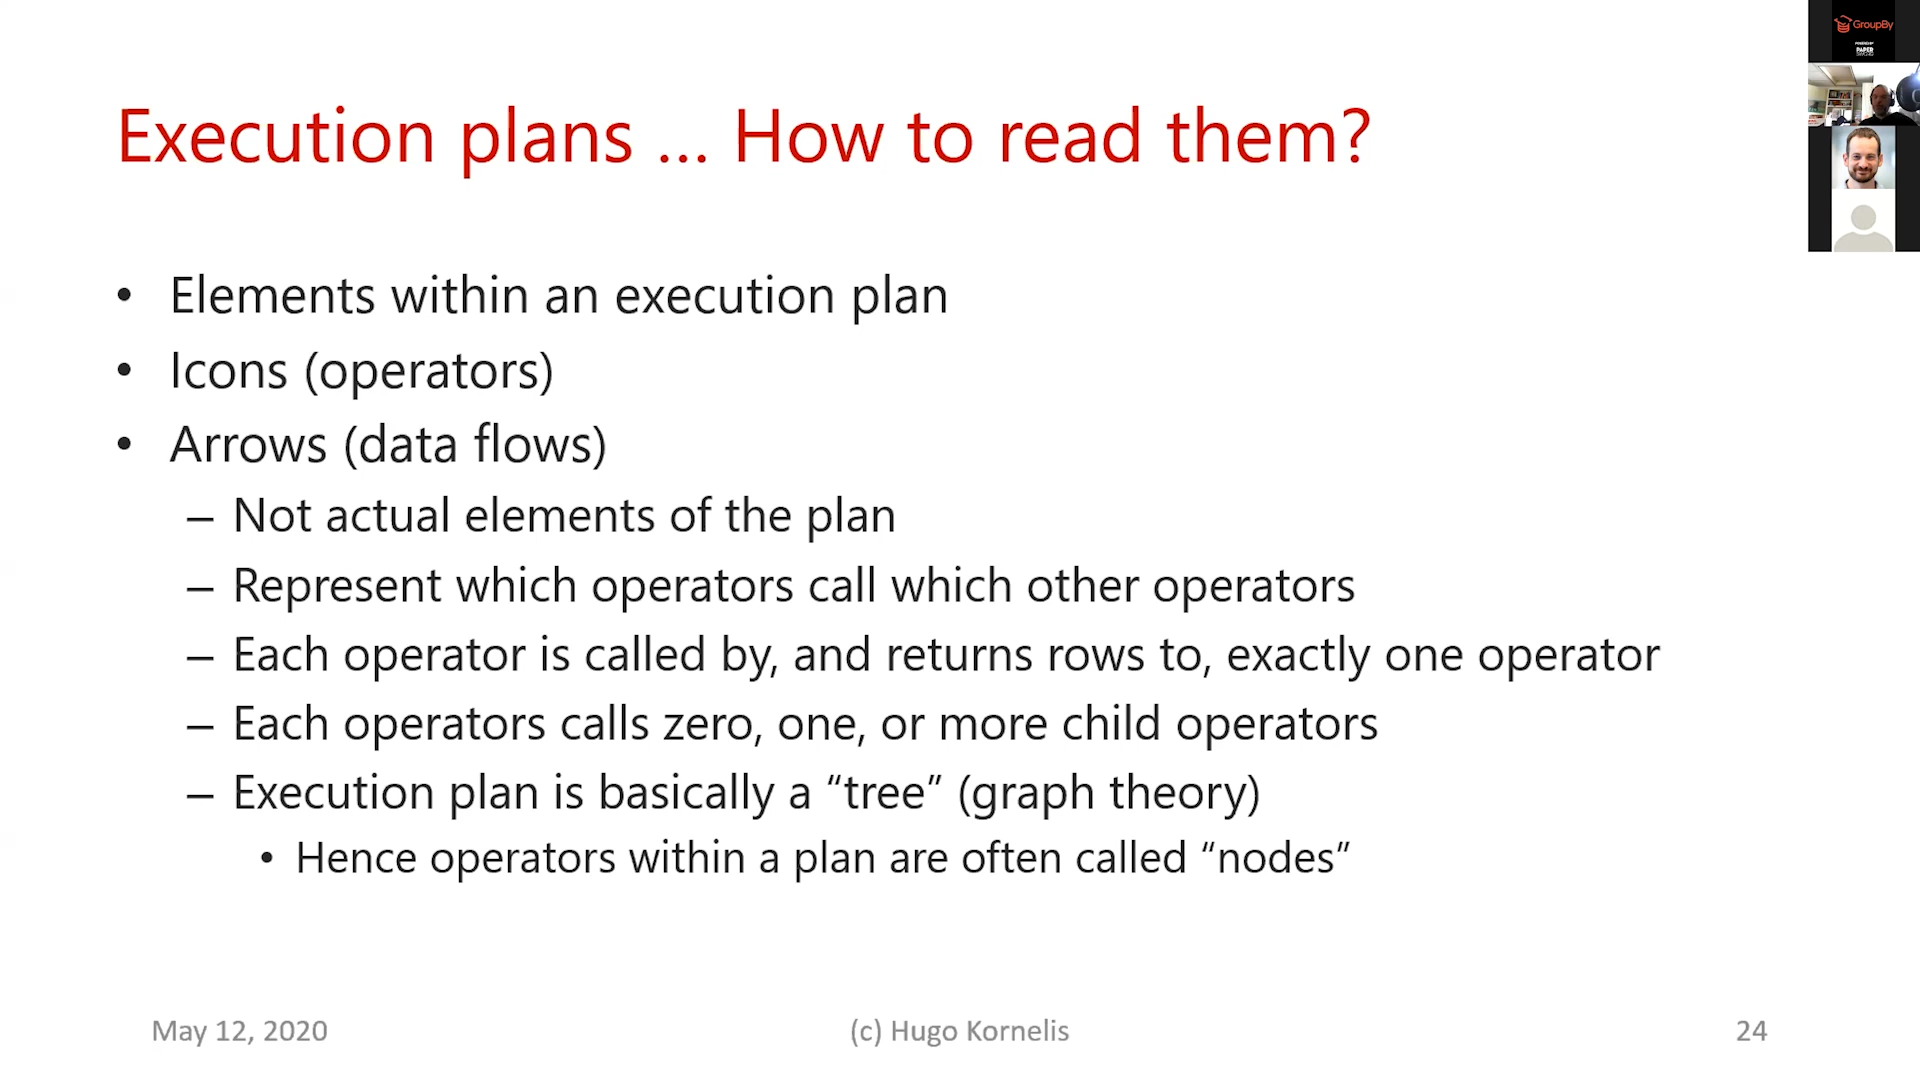 GroupBy
POWERED BY
Execution plans ... How to read them?
• Elements within an execution plan
• Icons (operators)
• Arrows (data flows)
– Not actual elements of the plan
– Represent which operators call which other operators
– Each operator is called by, and returns rows to, exactly one operator
– Each operators calls zero, one, or more child operators
– Execution plan is basically a “tree” (graph theory)
• Hence operators within a plan are often called “nodes”
May 12, 2020
(c) Hugo Kornelis
24